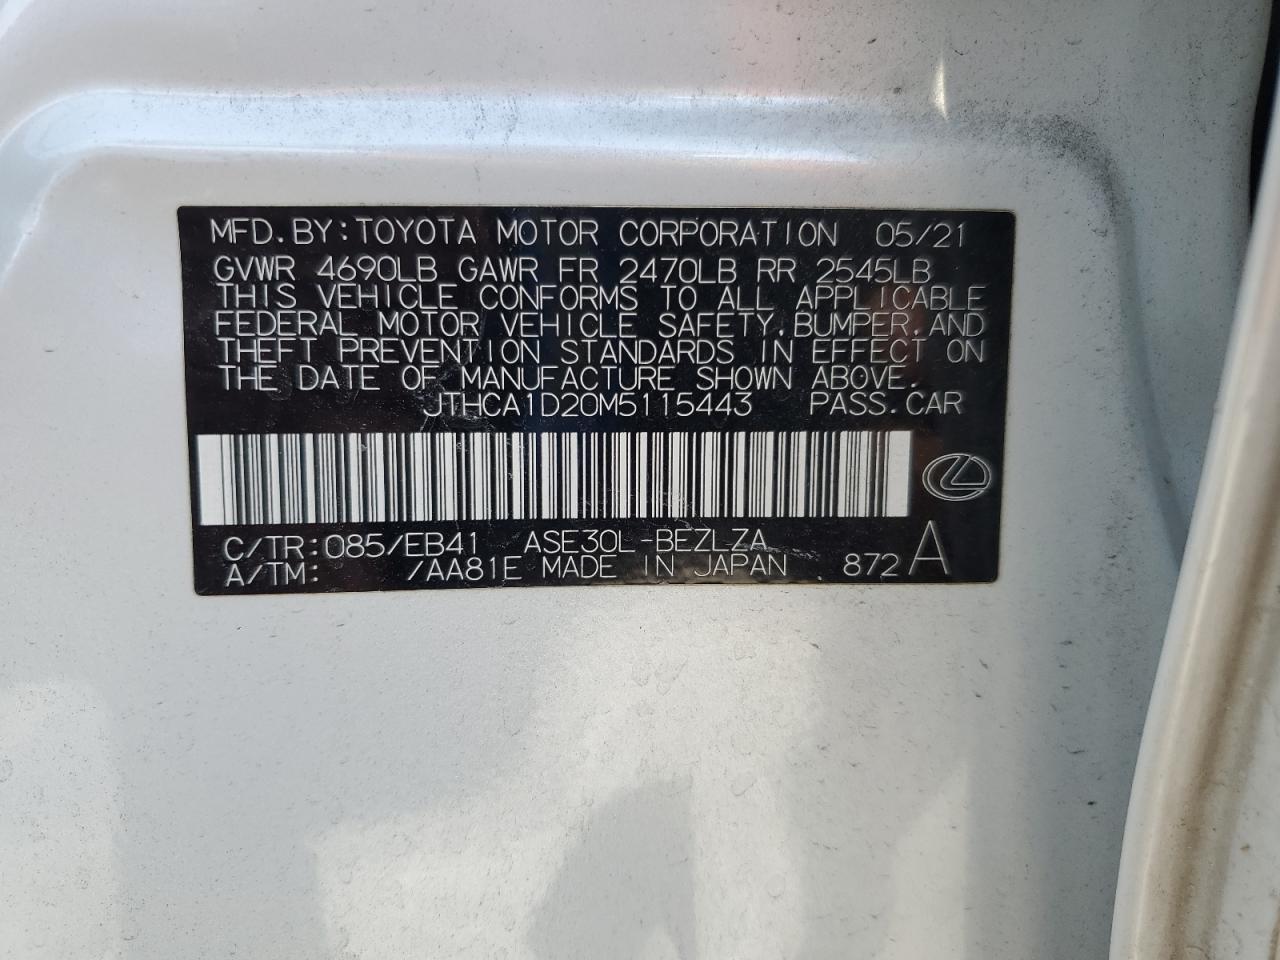 MFD.BY:TOYOTA MOTOR CORPORATION 05/21
GVWR 4690LB GAWR FR 2470LB RR 2545LB
THIS VEHICLE CONFORMS TO ALL APPLICABLE
FEDERAL MOTOR VEHICLE SAFETY,BUMPER,AND
THEFT PREVENTION STANDARDS IN EFFECT ON
THE DATE OF MANUFACTURE SHOWN ABOVE.
JTHCA1D20M5115443 PASS.CAR
C/TR:085/EB41 ASE30L-BEZLZA
A/TM: /AA81E MADE IN JAPAN 872 A